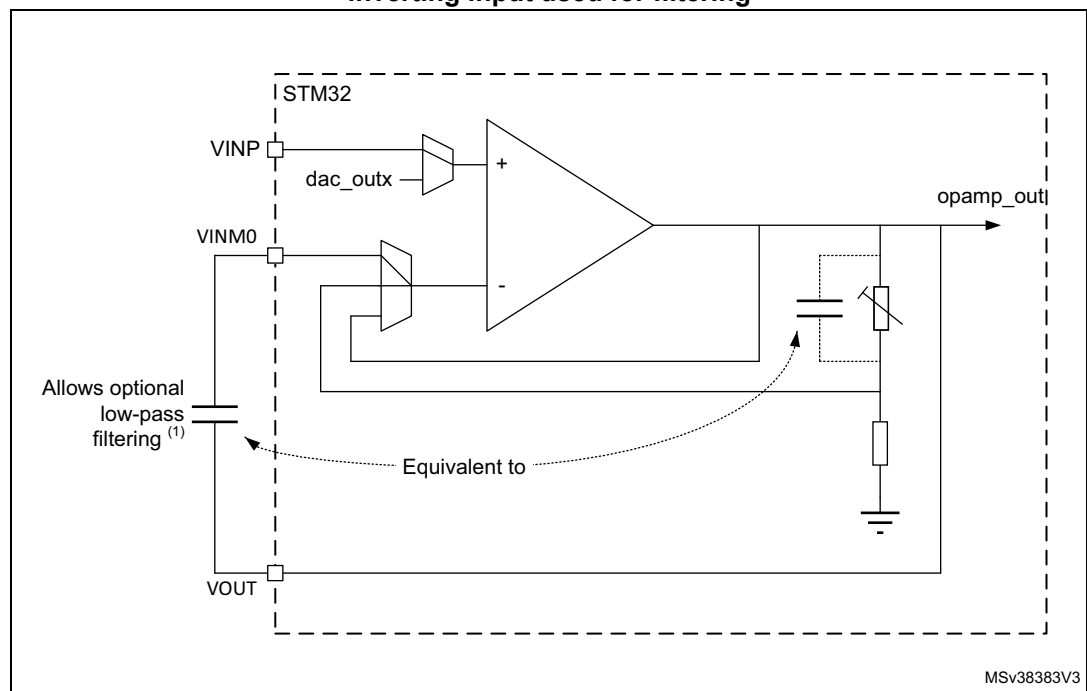 Inverting input used for filtering
STM32
VINP
dac_outx
+
opamp_out
VINM0
-
Allows optional
low-pass
filtering (1)
Equivalent to
VOUT
MSv38383V3